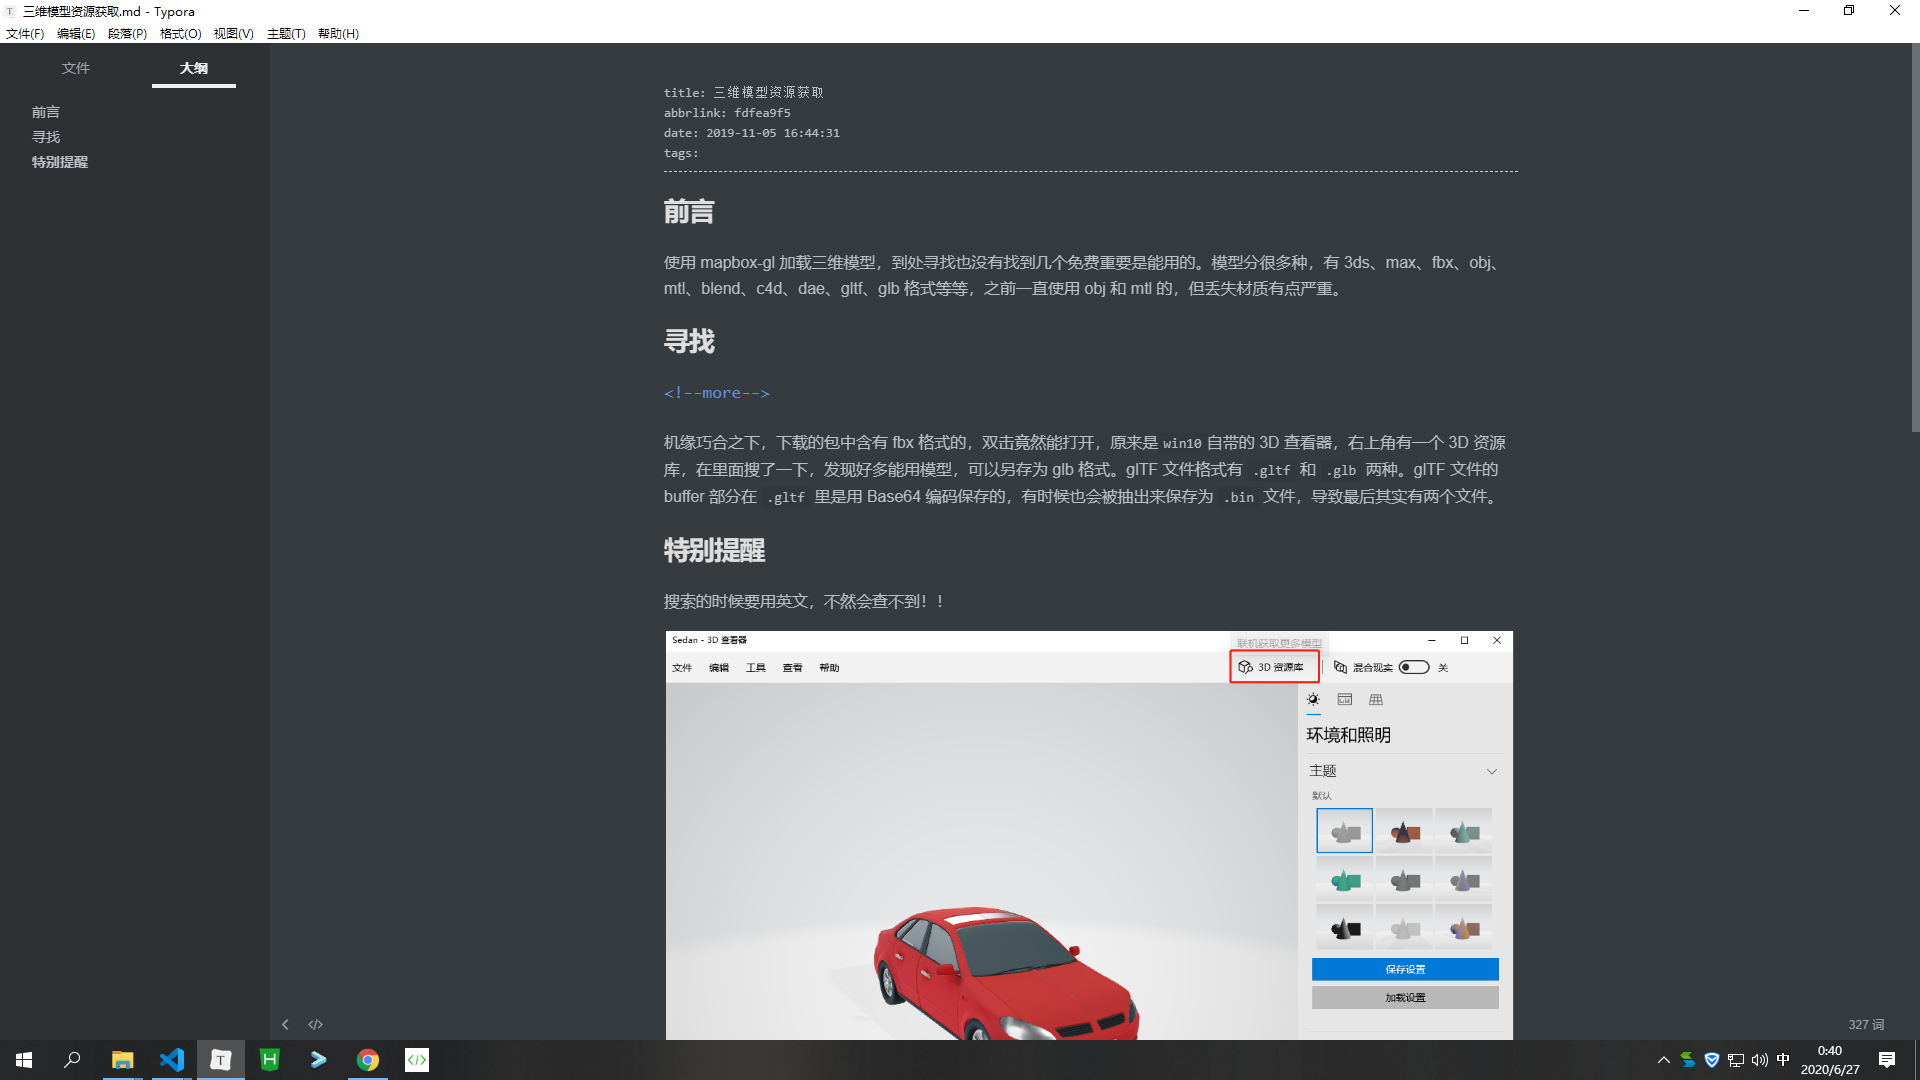 三维模型资源获取.md - Typora
文件(F) 编辑(E) 段落(P) 格式(O) 视图(V) 主题(T) 帮助(H)
文件 大纲
前言
寻找
特别提醒
title: 三维模型资源获取
abbrlink: fdfea9f5
date: 2019-11-05 16:44:31
tags:
前言
使用 mapbox-gl 加载三维模型，到处寻找也没有找到几个免费重要是能用的。模型分很多种，有 3ds、max、fbx、obj、
mtl、blend、c4d、dae、gltf、glb 格式等等，之前一直使用 obj 和 mtl 的，但丢失材质有点严重。
寻找
<!--more-->
机缘巧合之下，下载的包中含有 fbx 格式的，双击竟然能打开，原来是 win10 自带的 3D 查看器，右上角有一个 3D 资源
库，在里面搜了一下，发现好多能用模型，可以另存为 glb 格式。glTF 文件格式有 .gltf 和 .glb 两种。glTF 文件的
buffer 部分在 .gltf 里是用 Base64 编码保存的，有时候也会被抽出来保存为 .bin 文件，导致最后其实有两个文件。
特别提醒
搜索的时候要用英文，不然会查不到！！
Sedan - 3D 查看器
联机获取更多模型
文件 编辑 工具 查看 帮助
3D 资源库 混合现实 关
环境和照明
主题
默认
保存设置
加载设置
327 词
中
0:40
2020/6/27